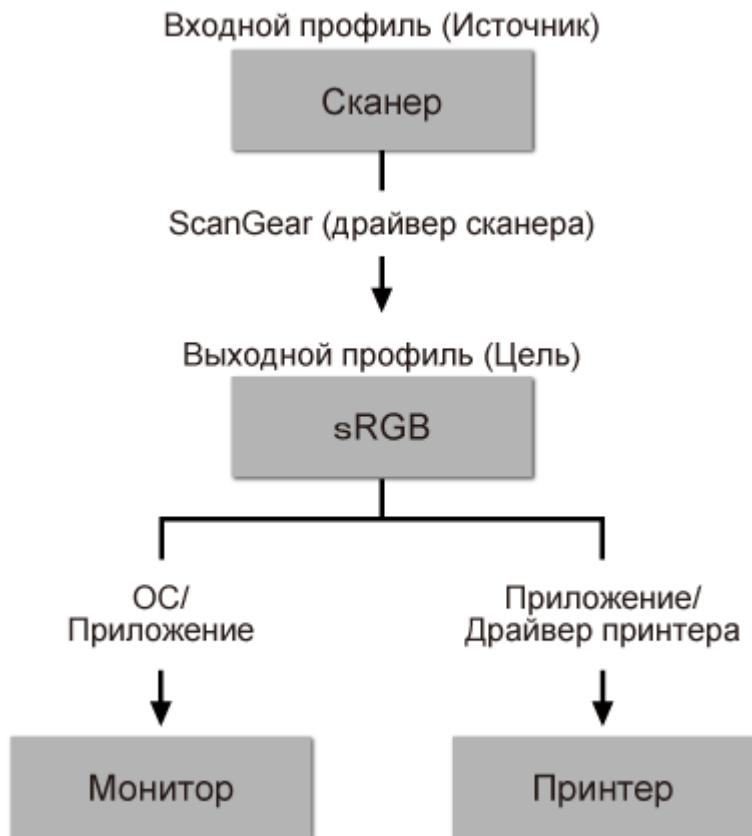 Входной профиль (Источник)
Сканер
ScanGear (драйвер сканера)
Выходной профиль (Цель)
sRGB
ОС/
Приложение
Приложение/
Драйвер принтера
Монитор
Принтер